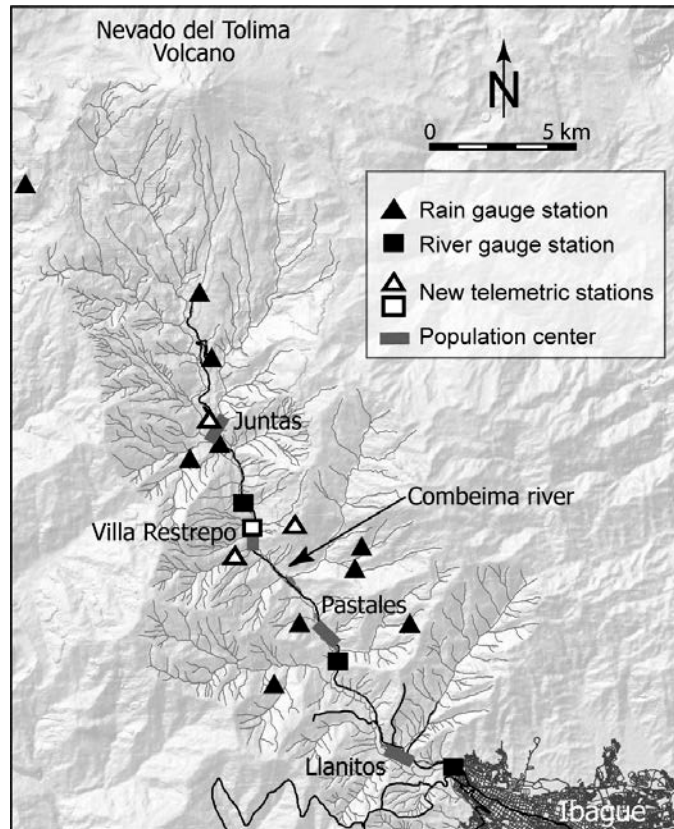 Nevado del Tolima
Volcano
N
0 5 km
Rain gauge station
River gauge station
New telemetric stations
Population center
Juntas
Combeima river
Villa Restrepo
Pastales
Llanitos
Ibagué